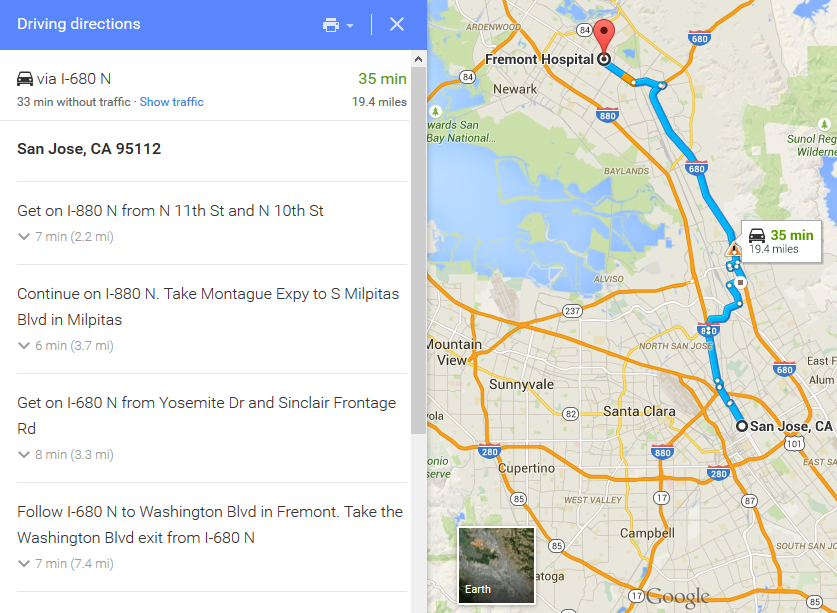 Driving directions
via I-680 N
35 min
33 min without traffic · Show traffic
19.4 miles
San Jose, CA 95112
Get on I-880 N from N 11th St and N 10th St
7 min (2.2 mi)
Continue on I-880 N. Take Montague Expy to S Milpitas
Blvd in Milpitas
6 min (3.7 mi)
Get on I-680 N from Yosemite Dr and Sinclair Frontage
Rd
8 min (3.3 mi)
Follow I-680 N to Washington Blvd in Fremont. Take the
Washington Blvd exit from I-680 N
7 min (7.4 mi)
ARDENWOOD
84
680
Fremont Hospital
84
Newark
880
wards San
Bay National...
Sunol Reg
Wilderne
BAYLANDS
680
35 min
19.4 miles
ALVISO
237
880
NORTH SAN JOSE
Mountain
View
East F
Alum
680
Sunnyvale
82
Santa Clara
San Jose, CA
101
280
880
EAST SA
280
Cupertino
85
WEST VALLEY
17
87
Campbell
85
SOUTH SAN JO
Earth
atoga
17
Google
85